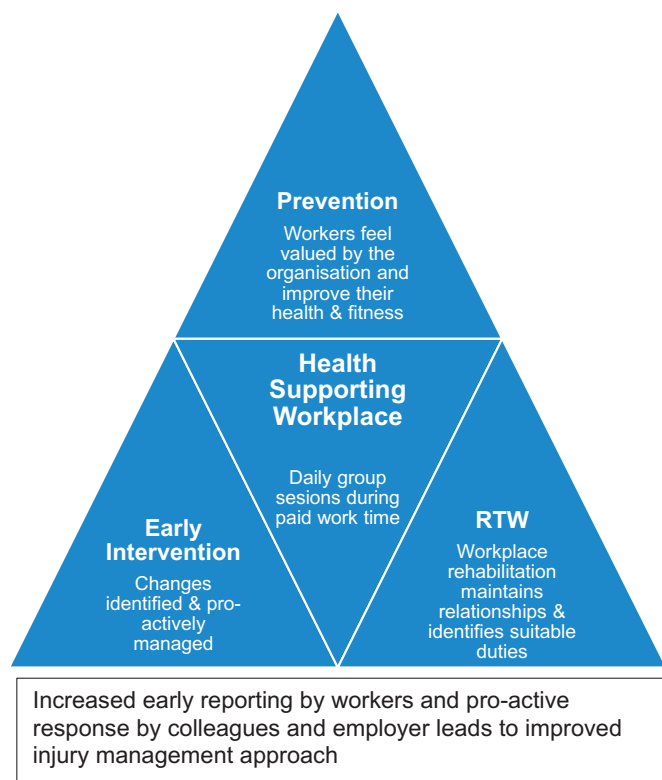 Prevention
Workers feel
valued by the
organisation and
improve their
health & fitness
Health
Supporting
Workplace
Daily group
sesions during
paid work time
Early
Intervention
Changes
identified & pro-
actively
managed
RTW
Workplace
rehabilitation
maintains
relationships &
identifies suitable
duties
Increased early reporting by workers and pro-active
response by colleagues and employer leads to improved
injury management approach